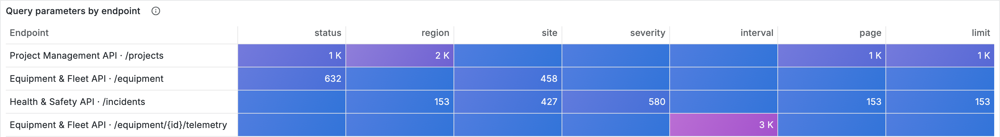 Query parameters by endpoint
Endpoint status region site severity interval page limit
Project Management API · /projects 1 K 2 K 1 K 1 K
Equipment & Fleet API · /equipment 632 458
Health & Safety API · /incidents 153 427 580 153 153
Equipment & Fleet API · /equipment/{id}/telemetry 3 K